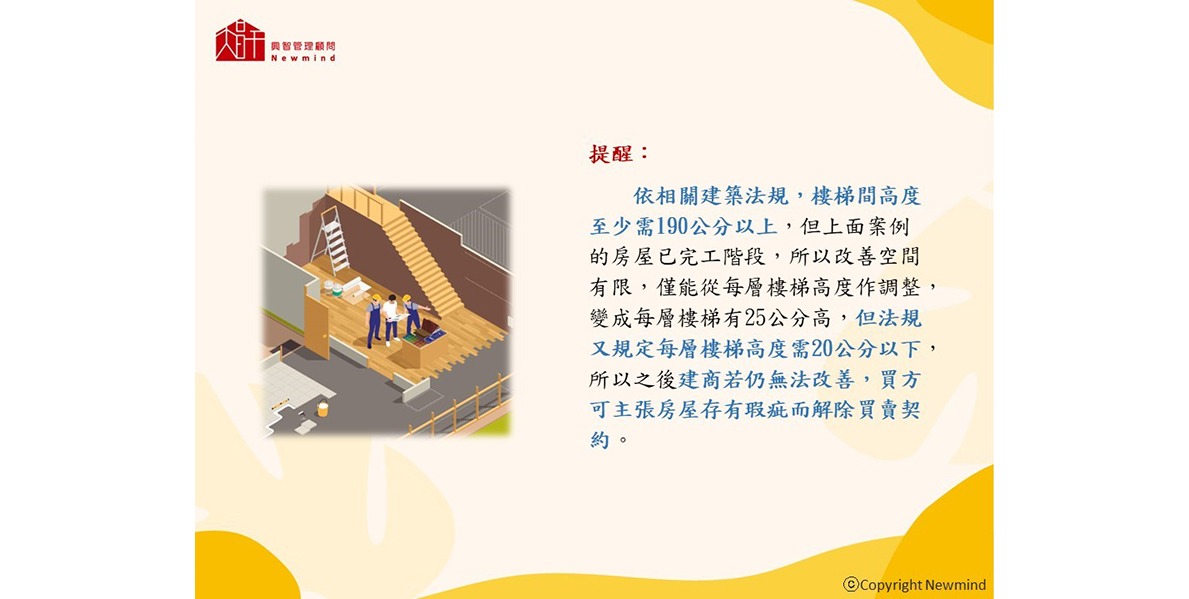 興智管理顧問
Newmind
提醒：
依相關建築法規，樓梯間高度
至少需190公分以上，但上面案例
的房屋已完工階段，所以改善空間
有限，僅能從每層樓梯高度作調整，
變成每層樓梯有25公分高，但法規
又規定每層樓梯高度需20公分以下，
所以之後建商若仍無法改善，買方
可主張房屋存有瑕疵而解除買賣契
約。
©Copyright Newmind